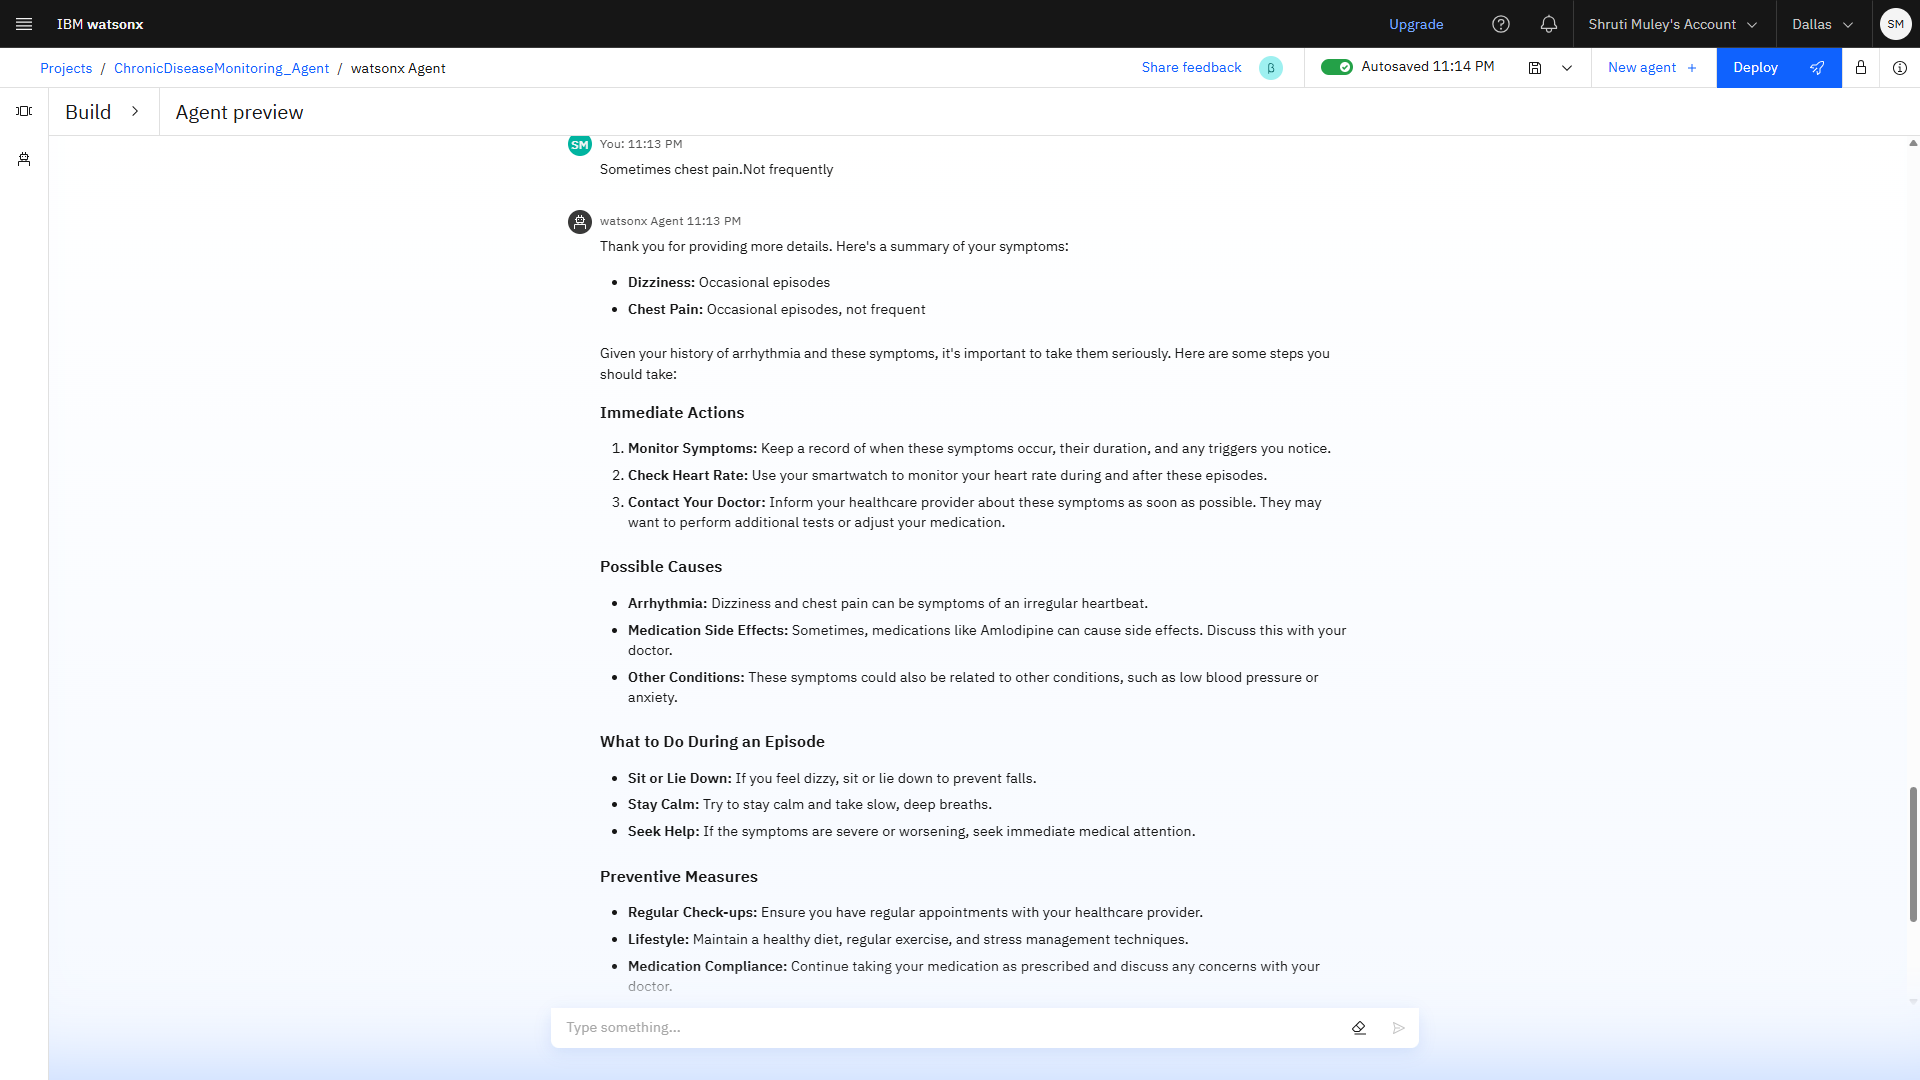 IBM watsonx
Upgrade
Shruti Muley's Account
Dallas
SM
Projects / ChronicDiseaseMonitoring_Agent / watsonx Agent
Share feedback
β
Autosaved 11:14 PM
New agent +
Deploy
Build
Agent preview
SM
You: 11:13 PM
Sometimes chest pain.Not frequently
watsonx Agent 11:13 PM
Thank you for providing more details. Here's a summary of your symptoms:
• Dizziness: Occasional episodes
• Chest Pain: Occasional episodes, not frequent
Given your history of arrhythmia and these symptoms, it's important to take them seriously. Here are some steps you
should take:
Immediate Actions
1. Monitor Symptoms: Keep a record of when these symptoms occur, their duration, and any triggers you notice.
2. Check Heart Rate: Use your smartwatch to monitor your heart rate during and after these episodes.
3. Contact Your Doctor: Inform your healthcare provider about these symptoms as soon as possible. They may
want to perform additional tests or adjust your medication.
Possible Causes
• Arrhythmia: Dizziness and chest pain can be symptoms of an irregular heartbeat.
• Medication Side Effects: Sometimes, medications like Amlodipine can cause side effects. Discuss this with your
doctor.
• Other Conditions: These symptoms could also be related to other conditions, such as low blood pressure or
anxiety.
What to Do During an Episode
• Sit or Lie Down: If you feel dizzy, sit or lie down to prevent falls.
• Stay Calm: Try to stay calm and take slow, deep breaths.
• Seek Help: If the symptoms are severe or worsening, seek immediate medical attention.
Preventive Measures
• Regular Check-ups: Ensure you have regular appointments with your healthcare provider.
• Lifestyle: Maintain a healthy diet, regular exercise, and stress management techniques.
• Medication Compliance: Continue taking your medication as prescribed and discuss any concerns with your
doctor.
Type something...